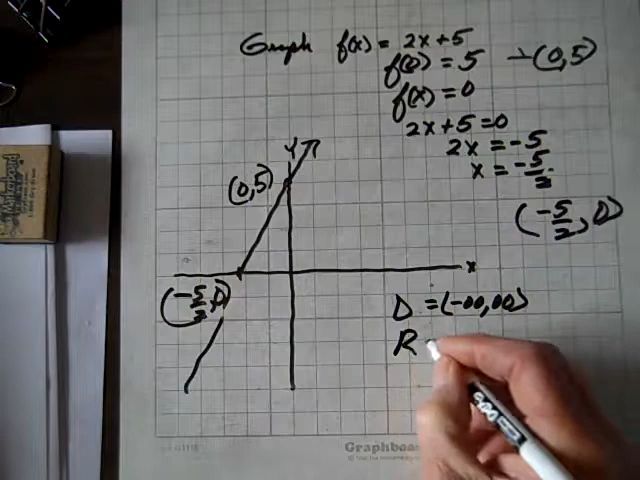 Graph f(x) = 2x+5
f(0) = 5 → (0,5)
f(x) = 0
2x+5=0
2x = -5
x = -5/2
(-5/2, 0)
Y
(0,5)
x
(-5/2, 0)
D = (-∞,∞)
R
Graphboa